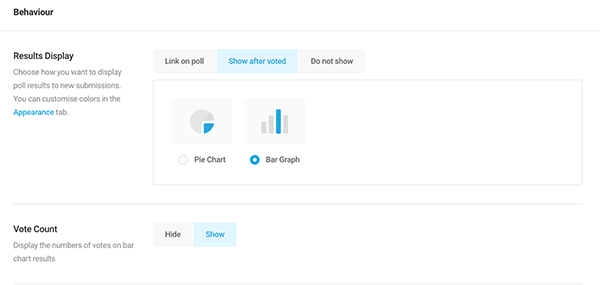 Behaviour
Results Display
Choose how you want to display
poll results to new submissions.
You can customise colors in the
Appearance tab.
Link on poll
Show after voted
Do not show
Pie Chart
Bar Graph
Vote Count
Display the numbers of votes on bar
chart results
Hide
Show